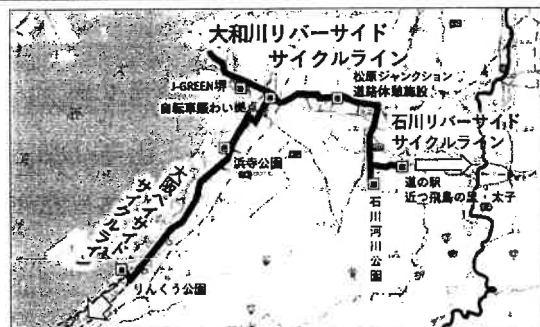 大和川リバーサイド
サイクルライン
J-GREEN堺
自転車賑わい拠点
松原ジャンクション
道路休憩施設
石川リバーサイド
サイクルライン
浜寺公園
道の駅
近つ飛鳥の里・太子
石川河川公園
大阪ベイサイド
サイクルライン
りんくう公園